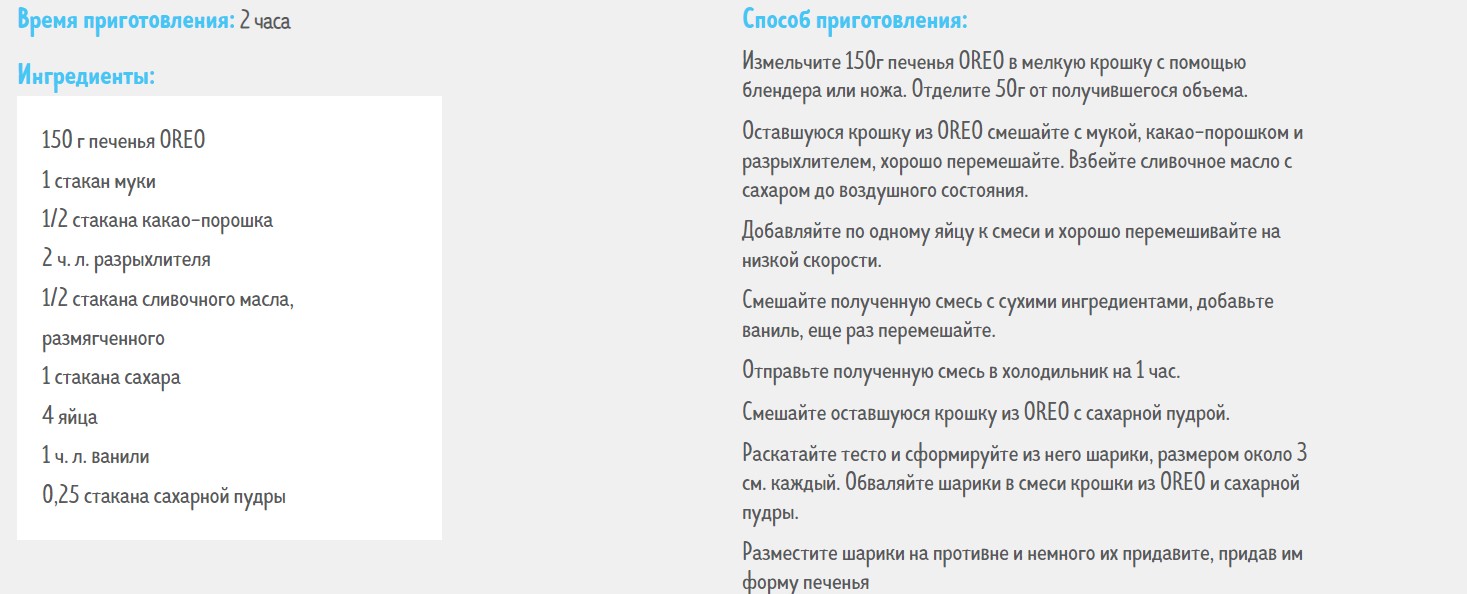 Время приготовления: 2 часа
Ингредиенты:
150 г печенья OREO
1 стакан муки
1/2 стакана какао-порошка
2 ч. л. разрыхлителя
1/2 стакана сливочного масла,
размягченного
1 стакана сахара
4 яйца
1 ч. л. ванили
0,25 стакана сахарной пудры
Способ приготовления:
Измельчите 150г печенья OREO в мелкую крошку с помощью
блендера или ножа. Отделите 50г от получившегося объема.
Оставшуюся крошку из OREO смешайте с мукой, какао-порошком и
разрыхлителем, хорошо перемешайте. Взбейте сливочное масло с
сахаром до воздушного состояния.
Добавляйте по одному яйцу к смеси и хорошо перемешивайте на
низкой скорости.
Смешайте полученную смесь с сухими ингредиентами, добавьте
ваниль, еще раз перемешайте.
Отправьте полученную смесь в холодильник на 1 час.
Смешайте оставшуюся крошку из OREO с сахарной пудрой.
Раскатайте тесто и сформируйте из него шарики, размером около 3
см. каждый. Обваляйте шарики в смеси крошки из OREO и сахарной
пудры.
Разместите шарики на противне и немного их придавите, придав им
форму печенья